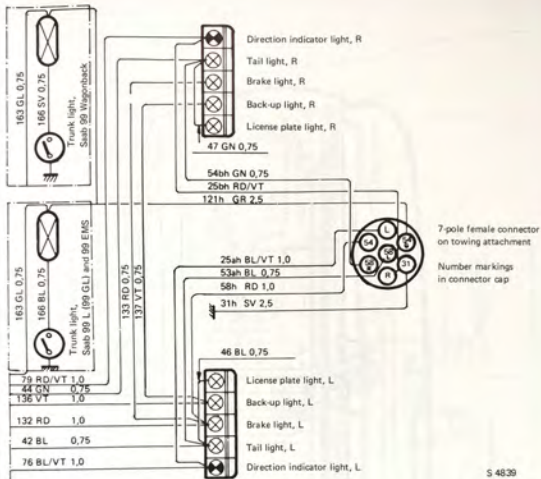 163 GL 0,75
166 SV 0,75
Trunk light,
Saab 99 Wagonback
Direction indicator light, R
Tail light, R
Brake light, R
Back-up light, R
License plate light, R
47 GN 0,75
54bh GN 0,75
25bh RD/VT
121h GR 2,5
163 GL 0,75
166 BL 0,75
Trunk light,
Saab 99 L (99 GL) and 99 EMS
133 RD 0,75
137 VT 0,75
25ah BL/VT 1,0
53ah BL 0,75
58h RD 1,0
31h SV 2,5
L
54
31
R
7-pole female connector
on towing attachment
Number markings
in connector cap
46 BL 0,75
79 RD/VT 1,0
44 GN 0,75
136 VT 1,0
132 RD 1,0
42 BL 0,75
76 BL/VT 1,0
License plate light, L
Back-up light, L
Brake light, L
Tail light, L
Direction indicator light, L
S 4839